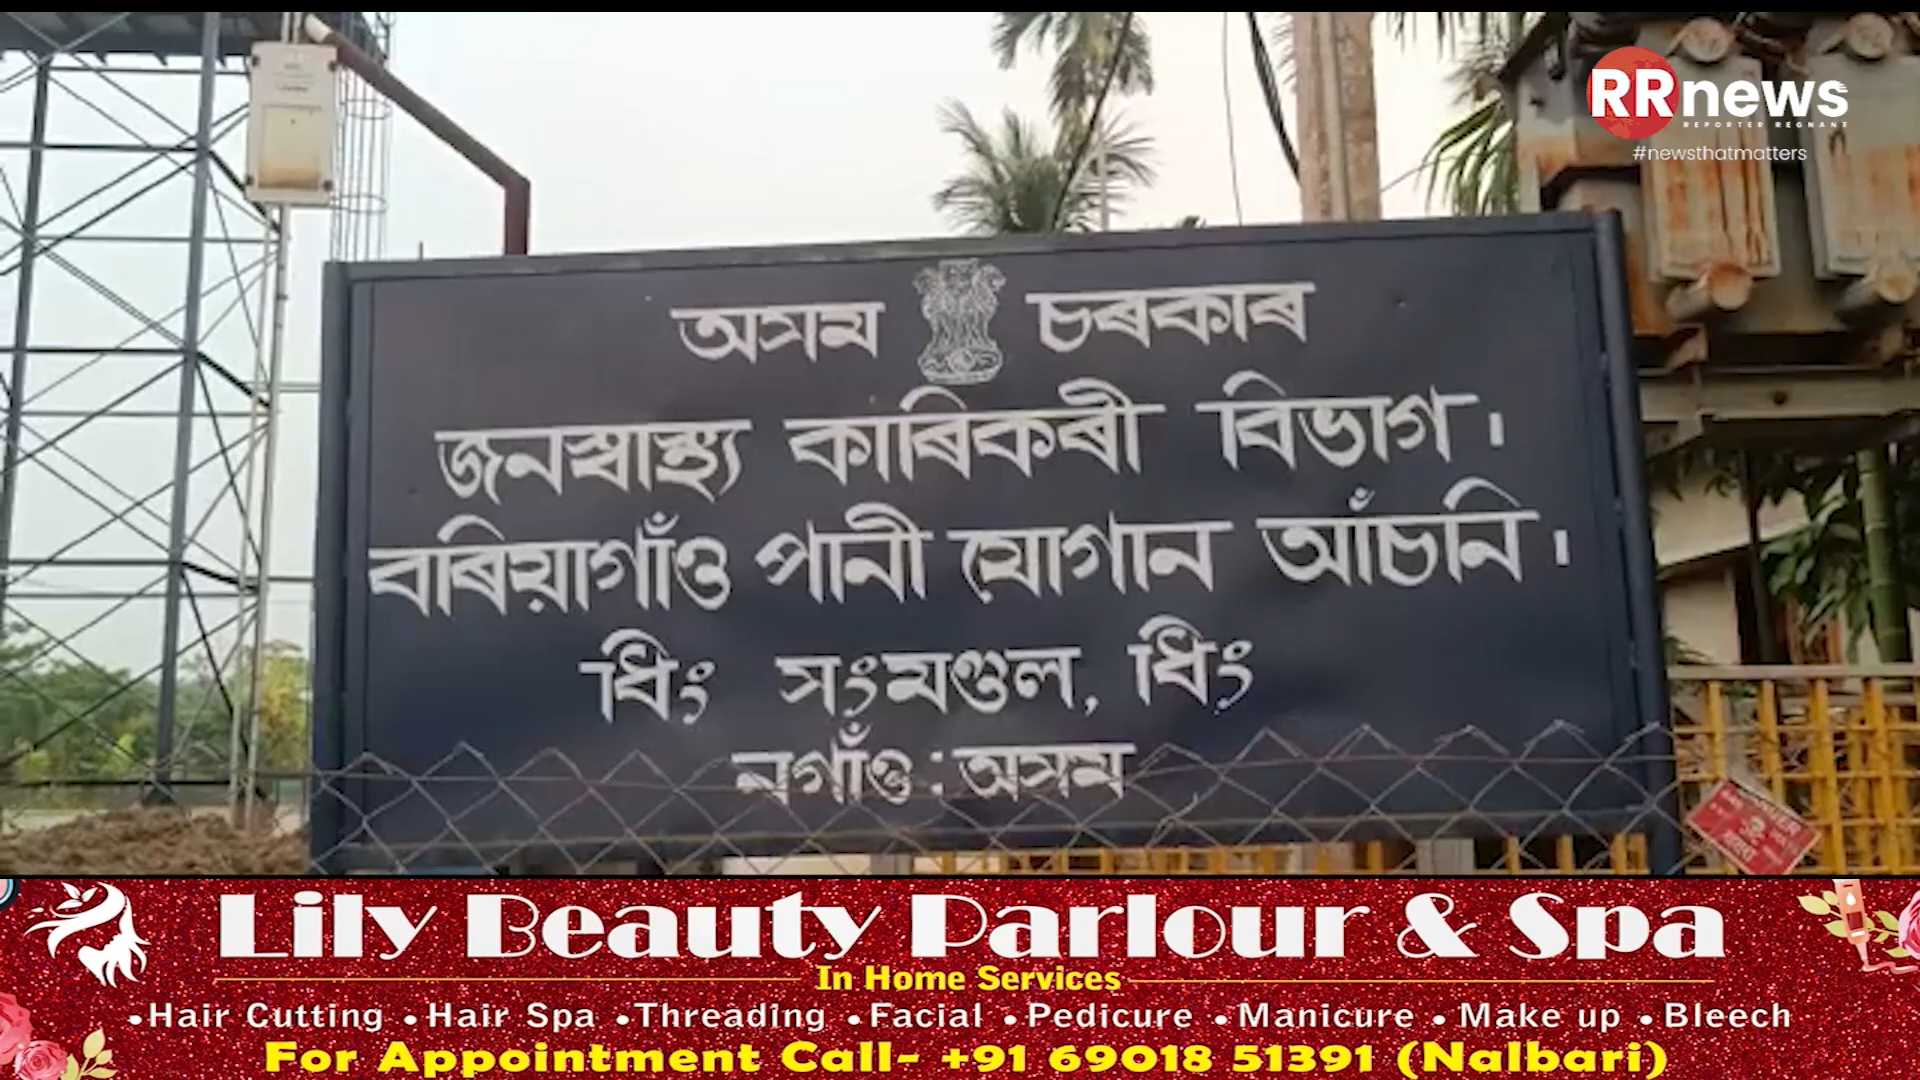 RRnews
REPORTER REGNANT
#newsthatmatters
অসম চৰকাৰ
জনস্বাস্থ্য কাৰিকৰী বিভাগ।
বৰিয়াগাঁও পানী যোগান আঁচনি।
ধিং সংমণ্ডল, ধিং
নগাঁও : অসম
Lily Beauty Parlour & Spa
In Home Services
•Hair Cutting •Hair Spa •Threading •Facial •Pedicure •Manicure •Make up •Bleech
For Appointment Call- +91 69018 51391 (Nalbari)